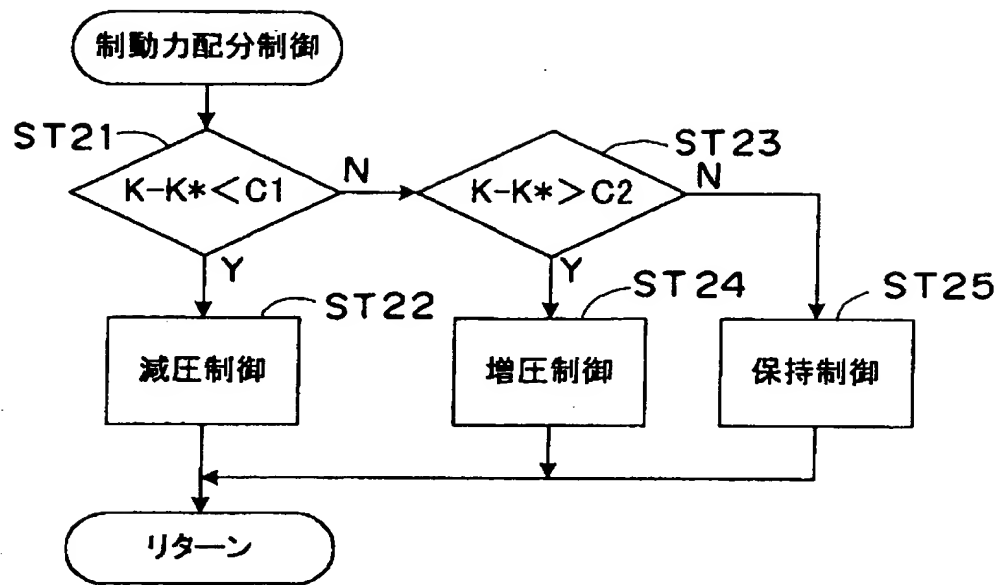 制動力配分制御
ST21
K-K*<C1
N
Y
ST23
K-K*>C2
N
Y
ST22
減圧制御
ST24
増圧制御
ST25
保持制御
リターン